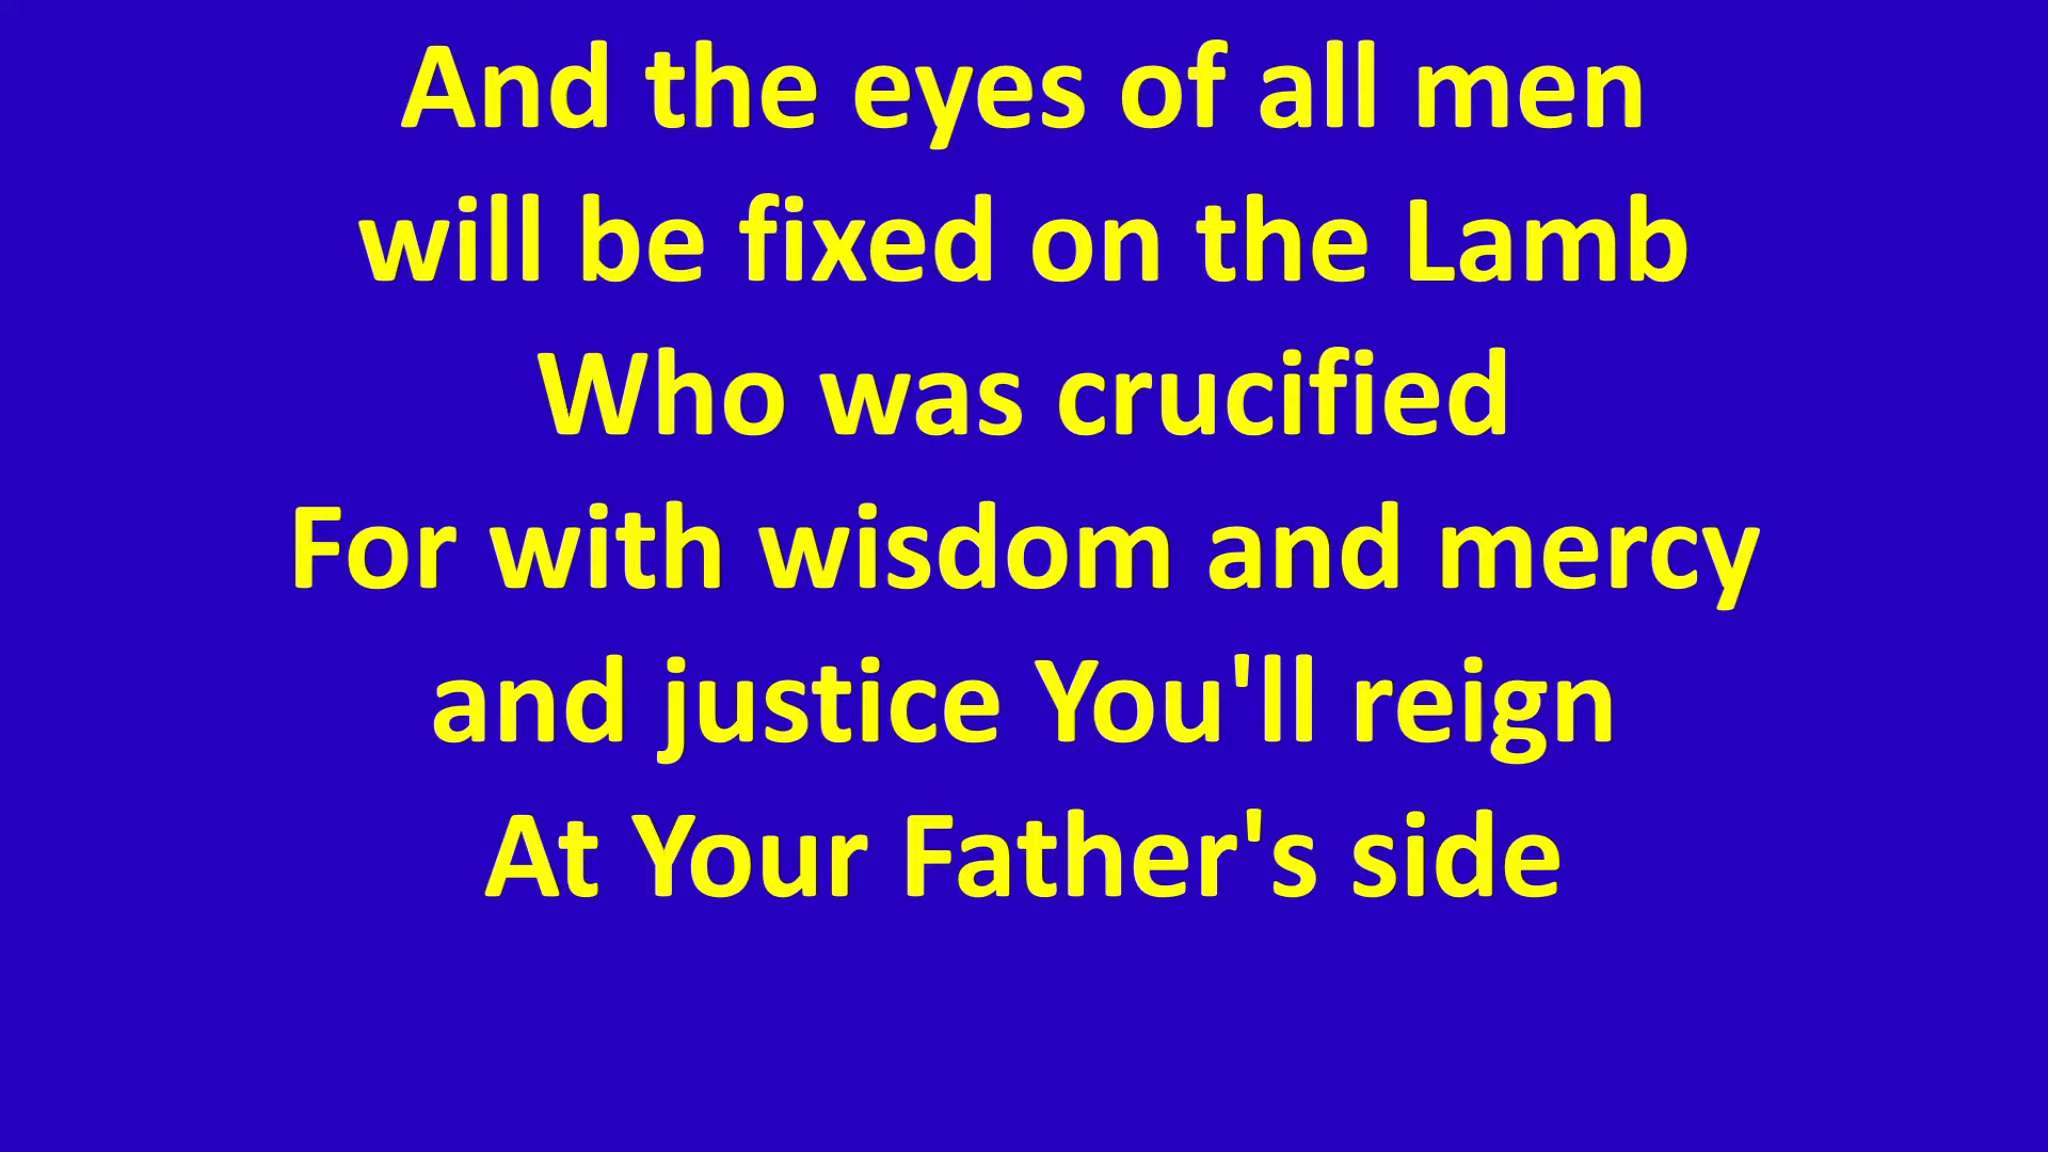 And the eyes of all men
will be fixed on the Lamb
Who was crucified
For with wisdom and mercy
and justice You'll reign
At Your Father's side